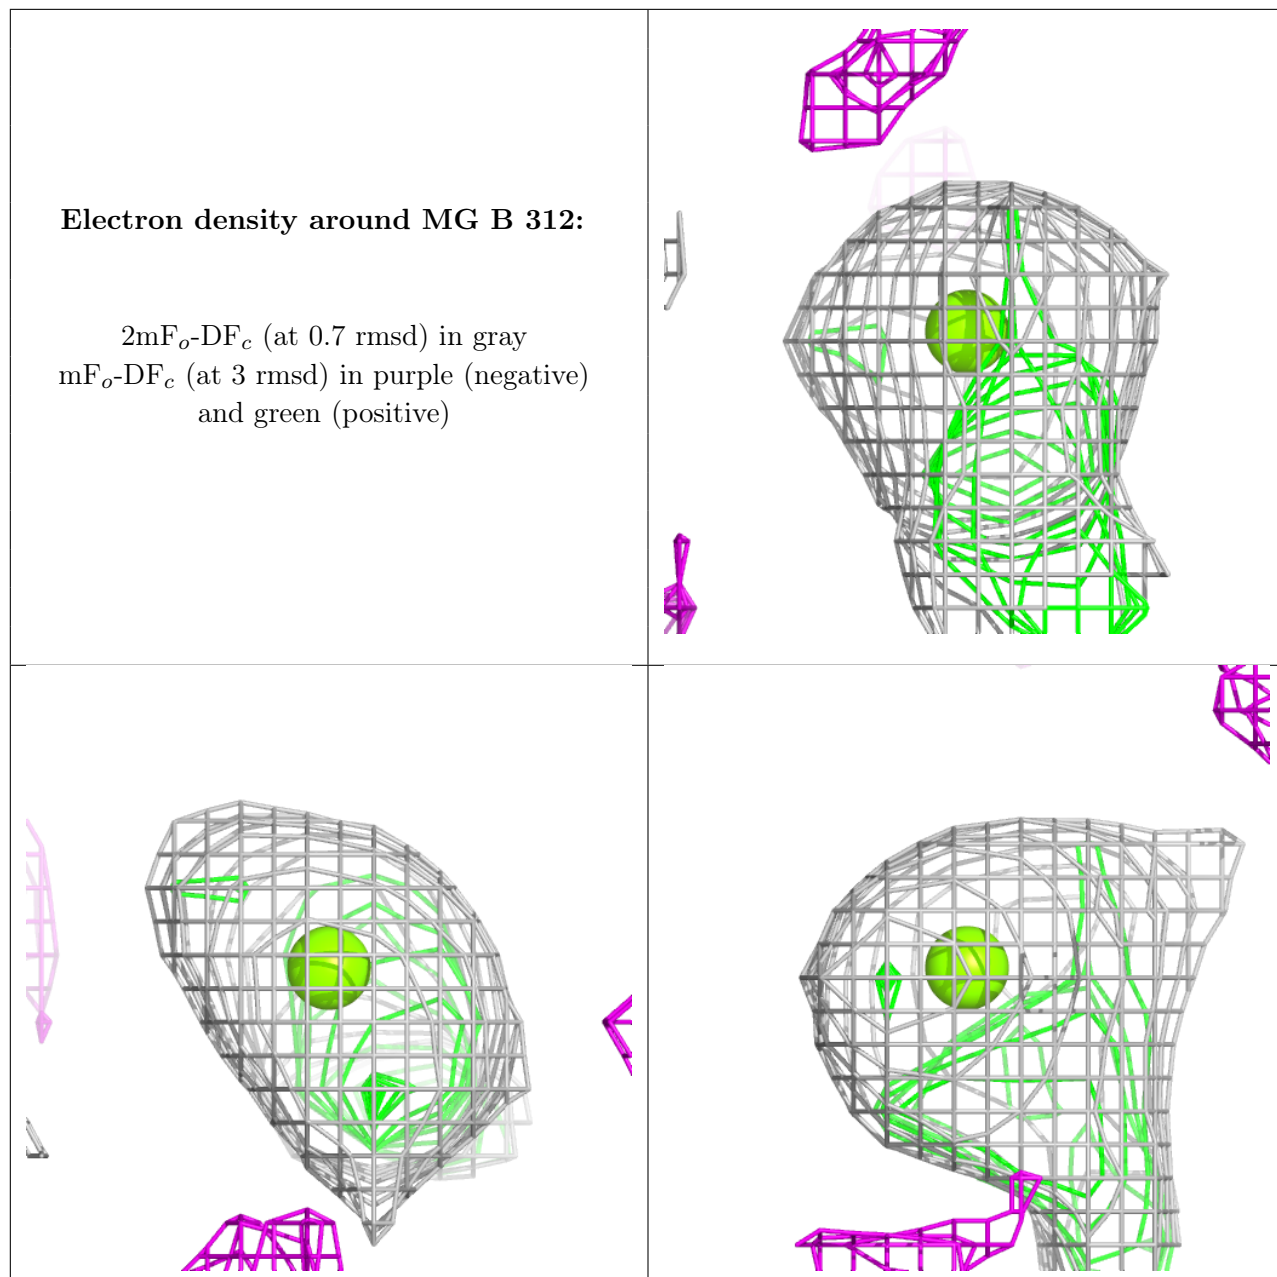 Electron density around MG B 312:
2mFo-DFc (at 0.7 rmsd) in gray
mFo-DFc (at 3 rmsd) in purple (negative)
and green (positive)